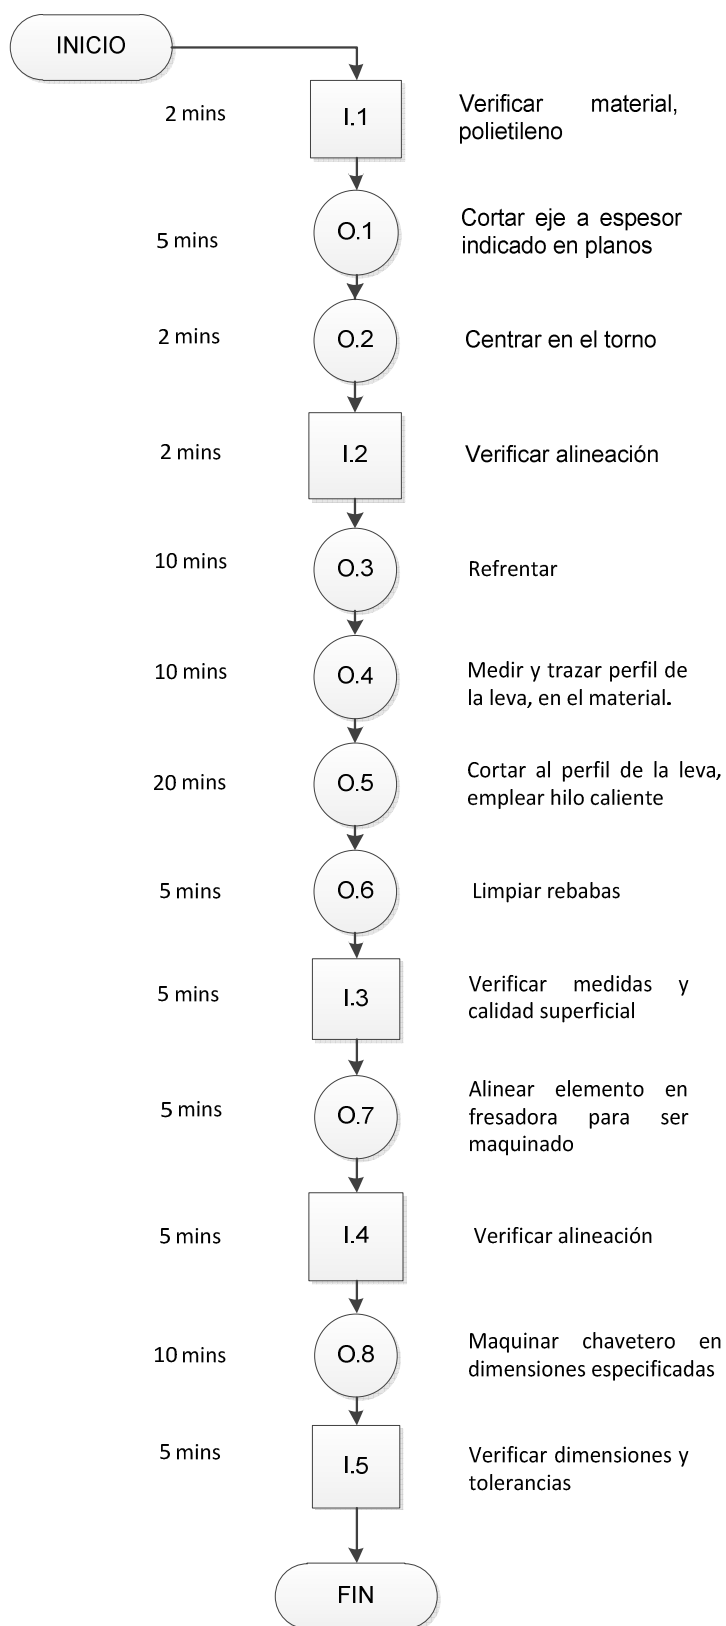 INICIO
2 mins
I.1
Verificar material,
polietileno
5 mins
O.1
Cortar eje a espesor
indicado en planos
2 mins
O.2
Centrar en el torno
2 mins
I.2
Verificar alineación
10 mins
O.3
Refrentar
10 mins
O.4
Medir y trazar perfil de
la leva, en el material.
20 mins
O.5
Cortar al perfil de la leva,
emplear hilo caliente
5 mins
O.6
Limpiar rebabas
5 mins
I.3
Verificar medidas y
calidad superficial
5 mins
O.7
Alinear elemento en
fresadora para ser
maquinado
5 mins
I.4
Verificar alineación
10 mins
O.8
Maquinar chavetero en
dimensiones especificadas
5 mins
I.5
Verificar dimensiones y
tolerancias
FIN